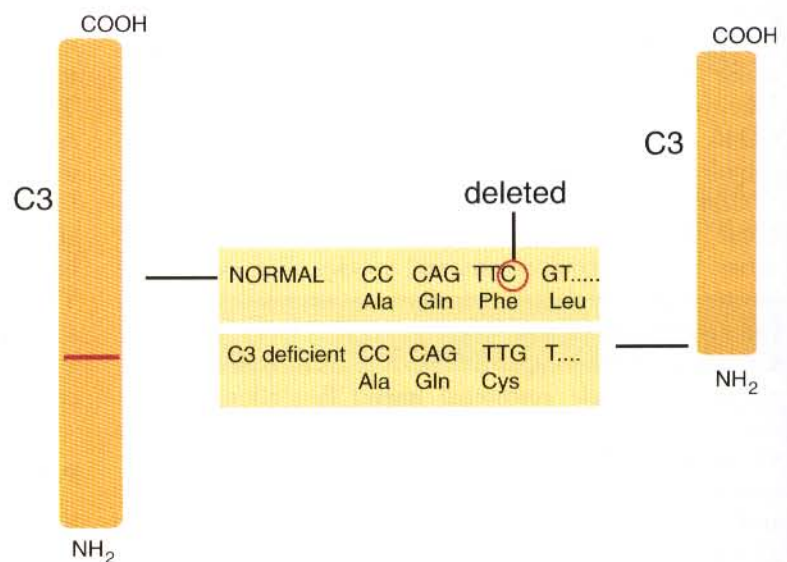 COOH
COOH
C3
C3
deleted
NORMAL CC CAG TTC GT.....
Ala Gln Phe Leu
C3 deficient CC CAG TTG T....
Ala Gln Cys
NH2
NH2